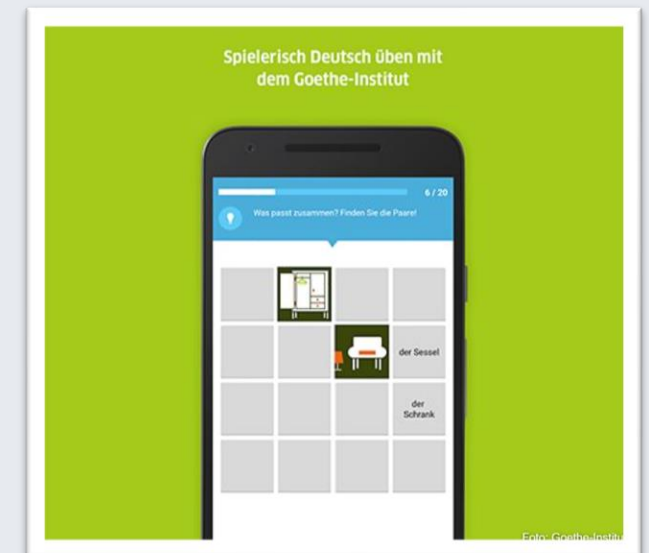 Spielerisch Deutsch üben mit
dem Goethe-Institut
6 / 20
Was passt zusammen? Finden Sie die Paare!
der Sessel
der
Schrank
Foto: Goethe-Institu